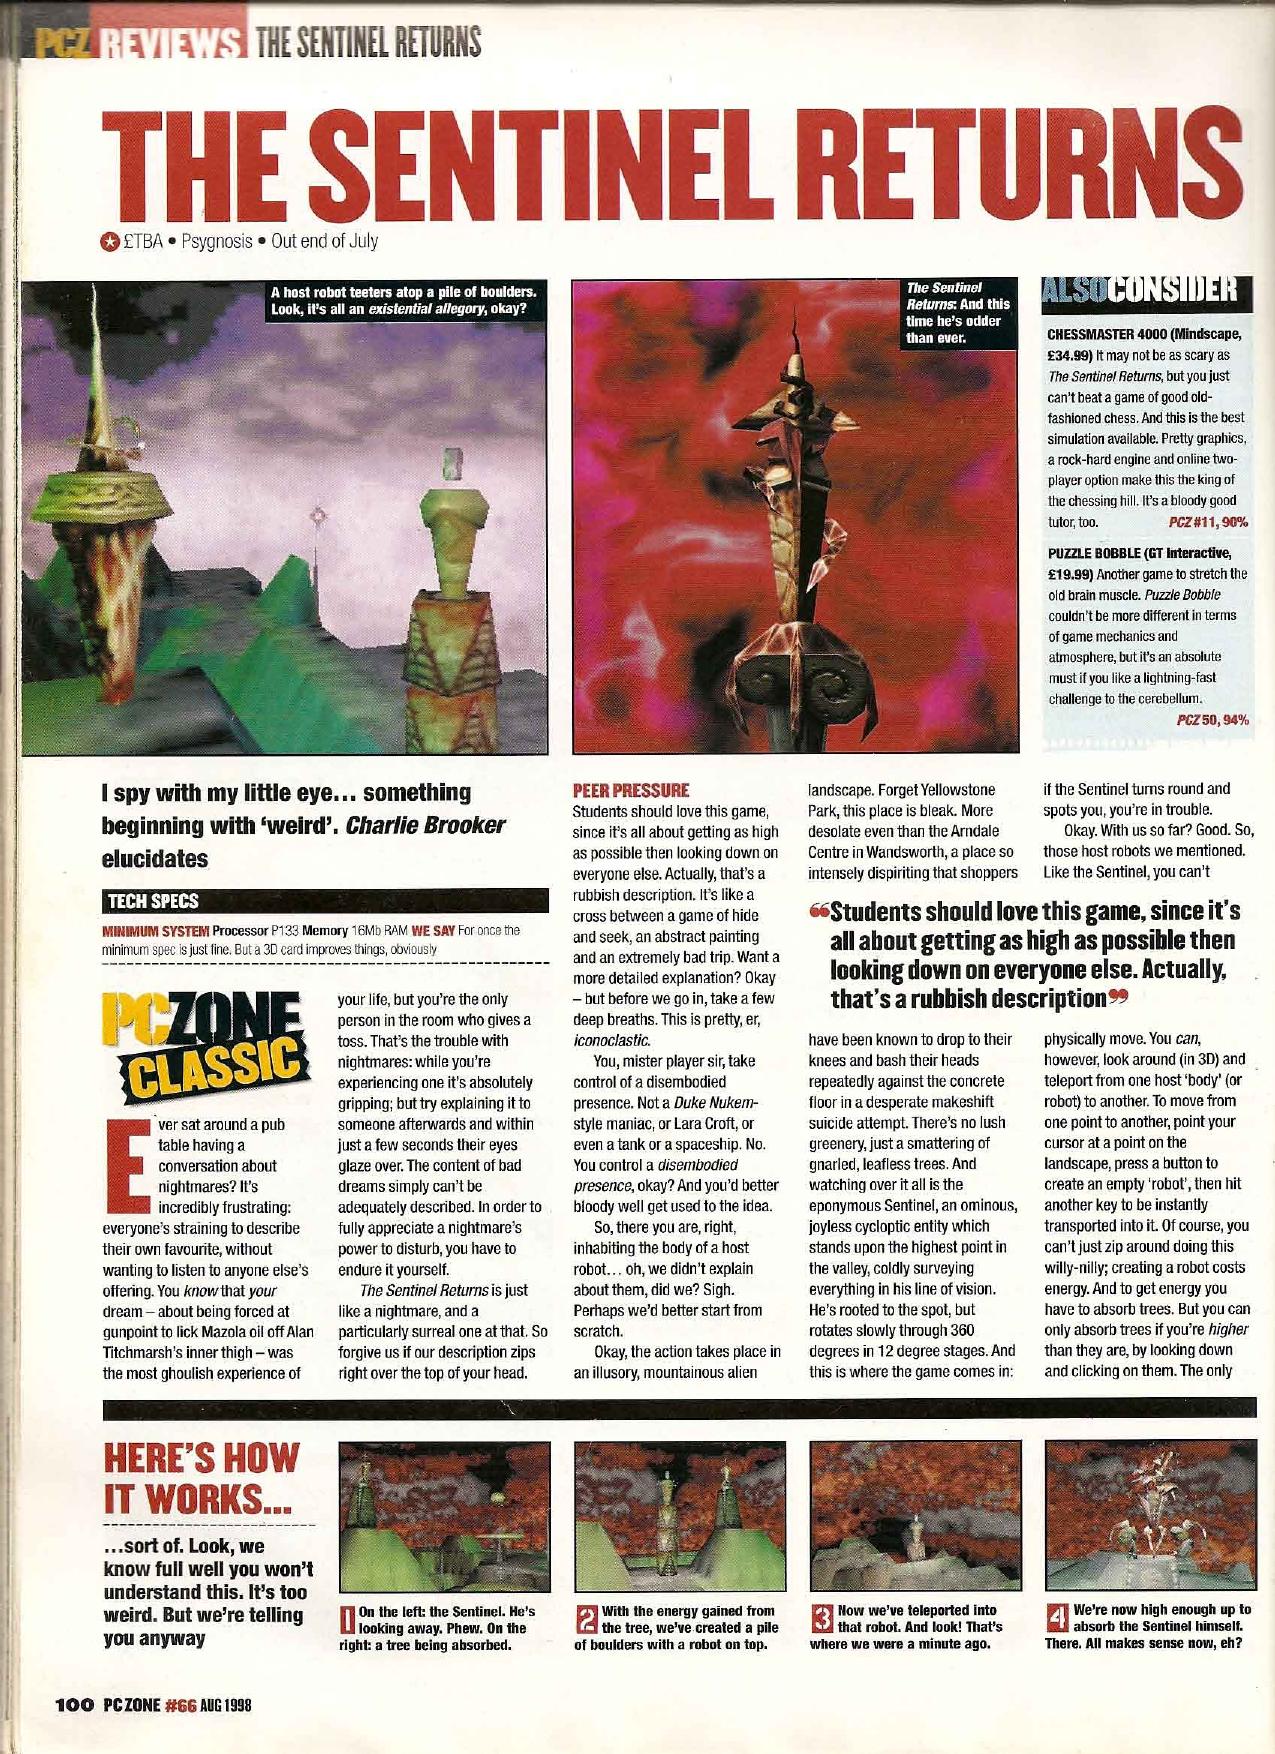 PCZ REVIEWS THE SENTINEL RETURNS
THE SENTINEL RETURNS
£TBA • Psygnosis • Out end of July
A host robot teeters atop a pile of boulders.
Look, it's all an existential allegory, okay?
The Sentinel
Returns: And this
time he's odder
than ever.
ALSO CONSIDER
CHESSMASTER 4000 (Mindscape,
£34.99) It may not be as scary as
The Sentinel Returns, but you just
can't beat a game of good old-
fashioned chess. And this is the best
simulation available. Pretty graphics,
a rock-hard engine and online two-
player option make this the king of
the chessing hill. It's a bloody good
tutor, too. PCZ #11, 90%
PUZZLE BOBBLE (GT Interactive,
£19.99) Another game to stretch the
old brain muscle. Puzzle Bobble
couldn't be more different in terms
of game mechanics and
atmosphere, but it's an absolute
must if you like a lightning-fast
challenge to the cerebellum.
PCZ 50, 94%
I spy with my little eye... something
beginning with 'weird'. Charlie Brooker
elucidates
TECH SPECS
MINIMUM SYSTEM Processor P133 Memory 16Mb RAM WE SAY For once the
minimum spec is just fine. But a 3D card improves things, obviously
PCZONE
CLASSIC
Ever sat around a pub
table having a
conversation about
nightmares? It's
incredibly frustrating:
everyone's straining to describe
their own favourite, without
wanting to listen to anyone else's
offering. You know that your
dream – about being forced at
gunpoint to lick Mazola oil off Alan
Titchmarsh's inner thigh – was
the most ghoulish experience of
your life, but you're the only
person in the room who gives a
toss. That's the trouble with
nightmares: while you're
experiencing one it's absolutely
gripping; but try explaining it to
someone afterwards and within
just a few seconds their eyes
glaze over. The content of bad
dreams simply can't be
adequately described. In order to
fully appreciate a nightmare's
power to disturb, you have to
endure it yourself.
The Sentinel Returns is just
like a nightmare, and a
particularly surreal one at that. So
forgive us if our description zips
right over the top of your head.
PEER PRESSURE
Students should love this game,
since it's all about getting as high
as possible then looking down on
everyone else. Actually, that's a
rubbish description. It's like a
cross between a game of hide
and seek, an abstract painting
and an extremely bad trip. Want a
more detailed explanation? Okay
– but before we go in, take a few
deep breaths. This is pretty, er,
iconoclastic.
You, mister player sir, take
control of a disembodied
presence. Not a Duke Nukem-
style maniac, or Lara Croft, or
even a tank or a spaceship. No.
You control a disembodied
presence, okay? And you'd better
bloody well get used to the idea.
So, there you are, right,
inhabiting the body of a host
robot... oh, we didn't explain
about them, did we? Sigh.
Perhaps we'd better start from
scratch.
Okay, the action takes place in
an illusory, mountainous alien
landscape. Forget Yellowstone
Park, this place is bleak. More
desolate even than the Arndale
Centre in Wandsworth, a place so
intensely dispiriting that shoppers
have been known to drop to their
knees and bash their heads
repeatedly against the concrete
floor in a desperate makeshift
suicide attempt. There's no lush
greenery, just a smattering of
gnarled, leafless trees. And
watching over it all is the
eponymous Sentinel, an ominous,
joyless cycloptic entity which
stands upon the highest point in
the valley, coldly surveying
everything in his line of vision.
He's rooted to the spot, but
rotates slowly through 360
degrees in 12 degree stages. And
this is where the game comes in:
if the Sentinel turns round and
spots you, you're in trouble.
Okay. With us so far? Good. So,
those host robots we mentioned.
Like the Sentinel, you can't
physically move. You can,
however, look around (in 3D) and
teleport from one host 'body' (or
robot) to another. To move from
one point to another, point your
cursor at a point on the
landscape, press a button to
create an empty 'robot', then hit
another key to be instantly
transported into it. Of course, you
can't just zip around doing this
willy-nilly; creating a robot costs
energy. And to get energy you
have to absorb trees. But you can
only absorb trees if you're higher
than they are, by looking down
and clicking on them. The only
“Students should love this game, since it's
all about getting as high as possible then
looking down on everyone else. Actually,
that's a rubbish description”
HERE'S HOW
IT WORKS...
...sort of. Look, we
know full well you won't
understand this. It's too
weird. But we're telling
you anyway
1 On the left: the Sentinel. He's
looking away. Phew. On the
right: a tree being absorbed.
2 With the energy gained from
the tree, we've created a pile
of boulders with a robot on top.
3 Now we've teleported into
that robot. And look! That's
where we were a minute ago.
4 We're now high enough up to
absorb the Sentinel himself.
There. All makes sense now, eh?
100 PC ZONE #66 AUG 1998